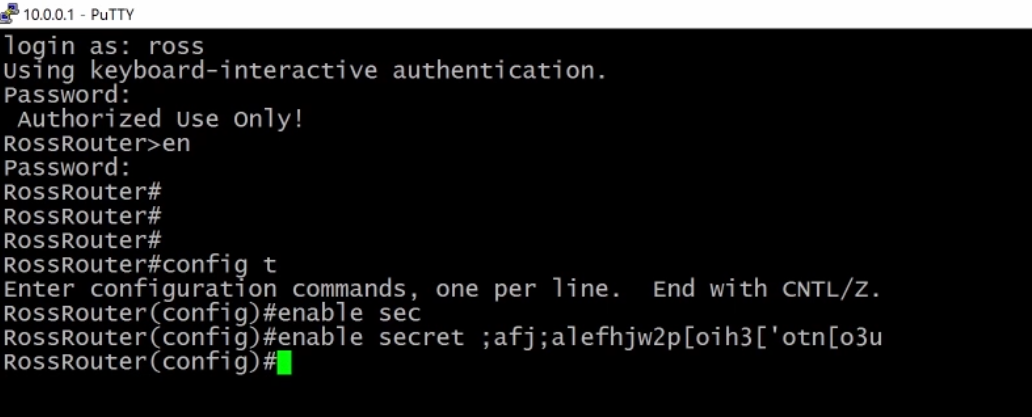 10.0.0.1 - PuTTY
login as: ross
Using keyboard-interactive authentication.
Password:
 Authorized Use Only!
RossRouter>en
Password:
RossRouter#
RossRouter#
RossRouter#
RossRouter#config t
Enter configuration commands, one per line.  End with CNTL/Z.
RossRouter(config)#enable sec
RossRouter(config)#enable secret ;afj;alefhjw2p[oih3['otn[o3u
RossRouter(config)#